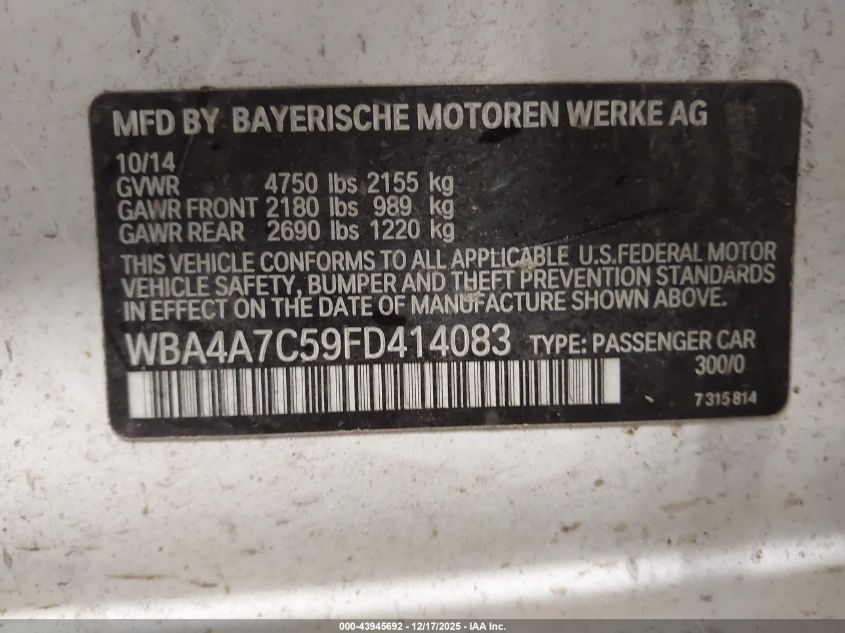 MFD BY BAYERISCHE MOTOREN WERKE AG
10/14
GVWR 4750 lbs 2155 kg
GAWR FRONT 2180 lbs 989 kg
GAWR REAR 2690 lbs 1220 kg
THIS VEHICLE CONFORMS TO ALL APPLICABLE U.S.FEDERAL MOTOR
VEHICLE SAFETY, BUMPER AND THEFT PREVENTION STANDARDS
IN EFFECT ON THE DATE OF MANUFACTURE SHOWN ABOVE.
WBA4A7C59FD414083 TYPE: PASSENGER CAR
300/0
7 315 814
000-43945692 - 12/17/2025 - IAA Inc.